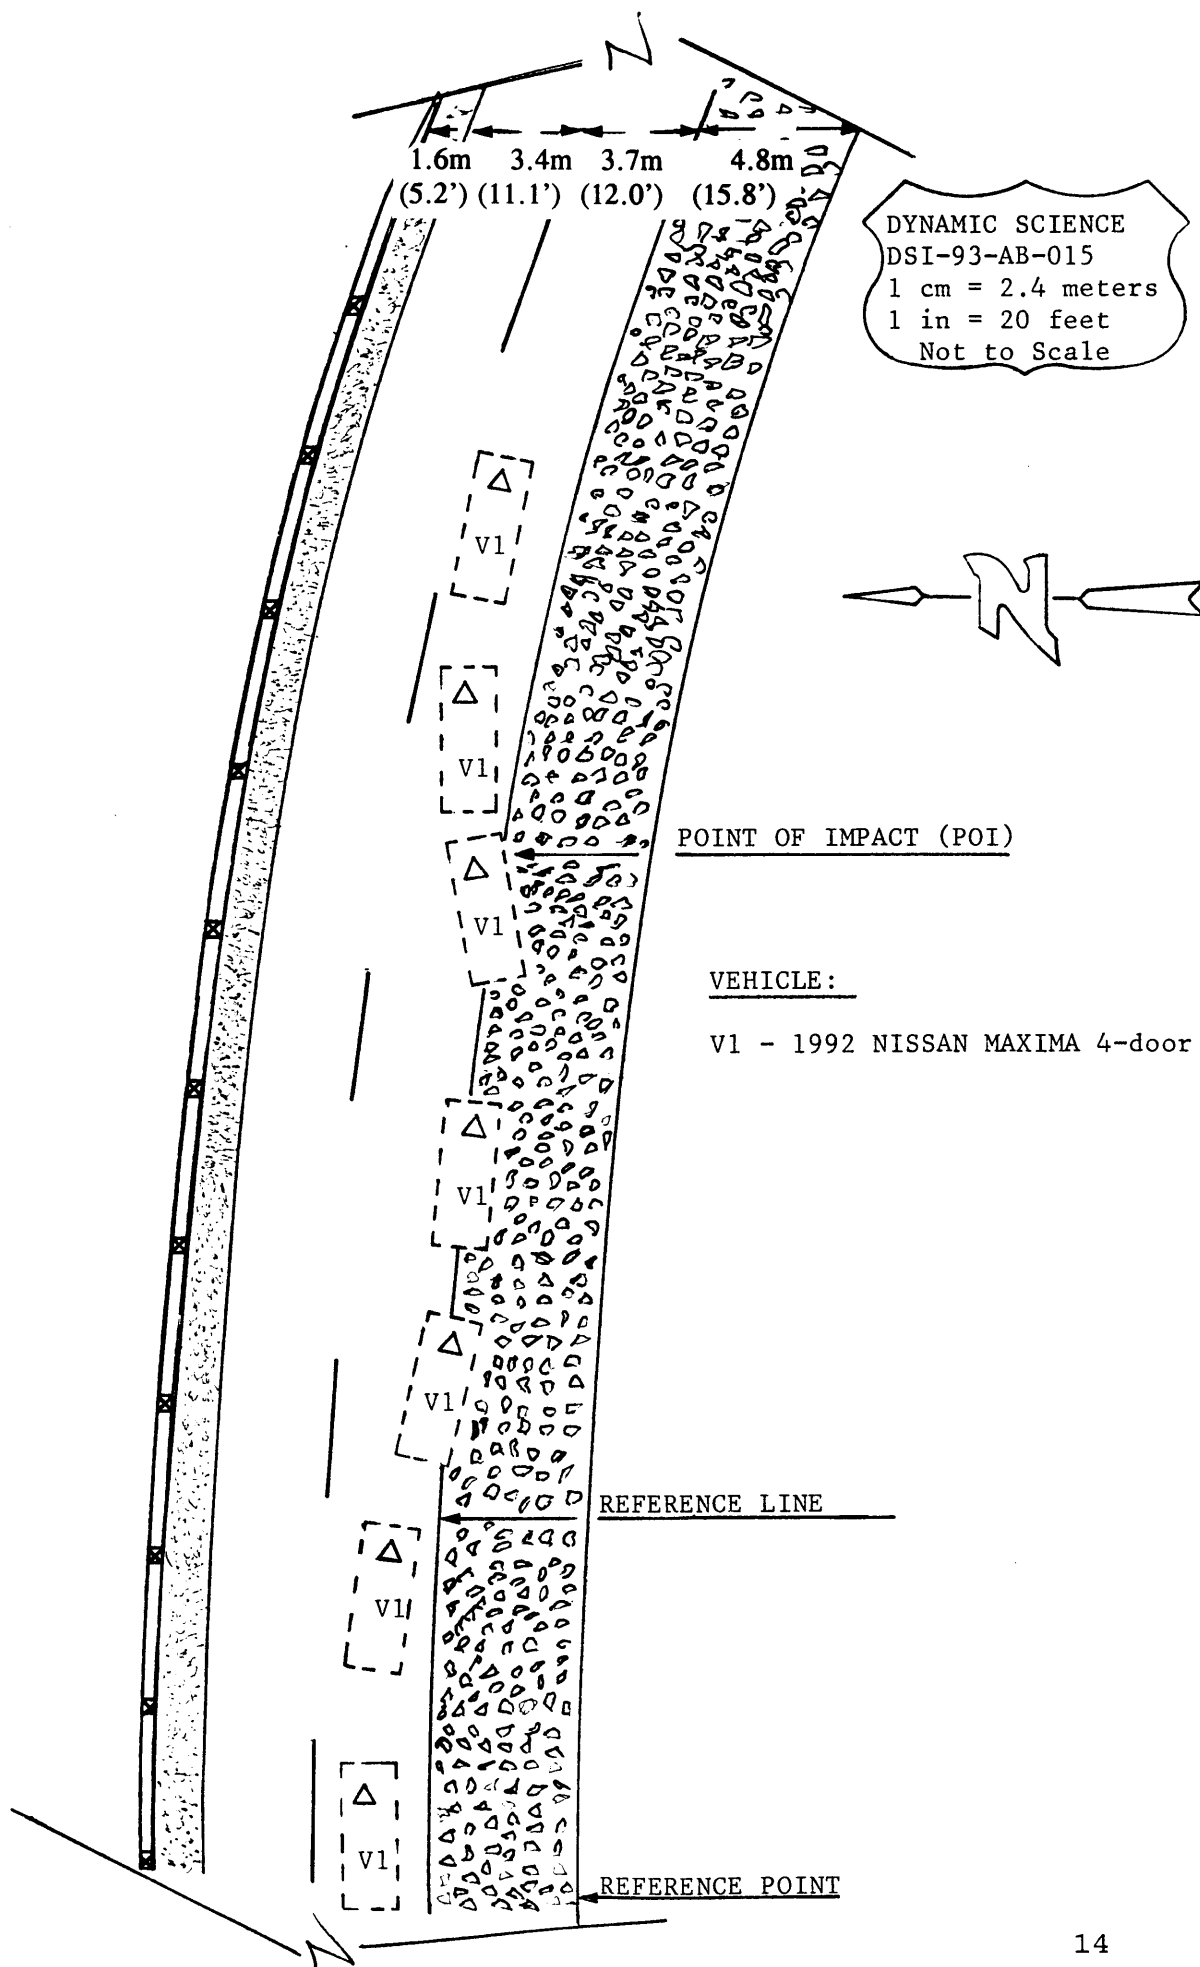 N
1.6m 3.4m 3.7m 4.8m
(5.2') (11.1') (12.0') (15.8')
DYNAMIC SCIENCE
DSI-93-AB-015
1 cm = 2.4 meters
1 in = 20 feet
Not to Scale
V1
N
V1
POINT OF IMPACT (POI)
V1
VEHICLE:
V1 - 1992 NISSAN MAXIMA 4-door
V1
V1
REFERENCE LINE
V1
V1
REFERENCE POINT
N
14